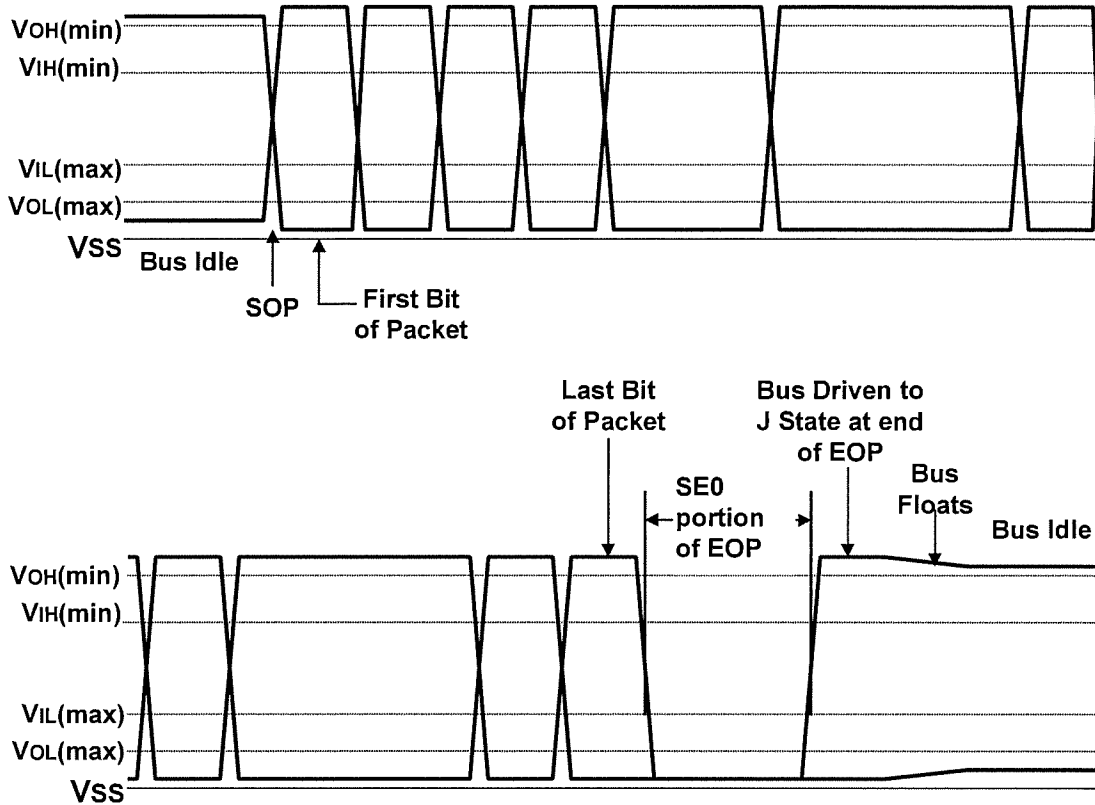 VOH(min)
VIH(min)
VIL(max)
VOL(max)
VSS
Bus Idle
SOP
First Bit
of Packet
Last Bit
of Packet
Bus Driven to
J State at end
of EOP
SE0
portion
of EOP
Bus
Floats
Bus Idle
VOH(min)
VIH(min)
VIL(max)
VOL(max)
VSS